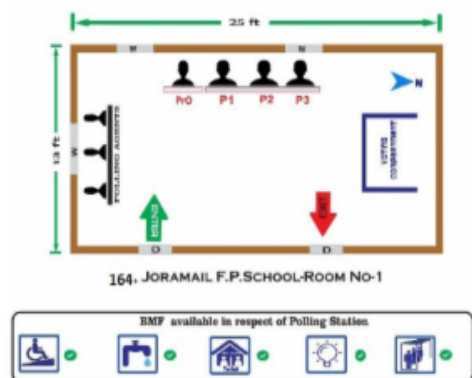 25 ft
W
N
PrO P1 P2 P3
N
13 ft
W
POLLING AGENTS
VOTING
COMPARTMENT
ENTER
EXIT
D
D
164. JORAMAIL F.P.SCHOOL-ROOM NO-1
BMF available in respect of Polling Station